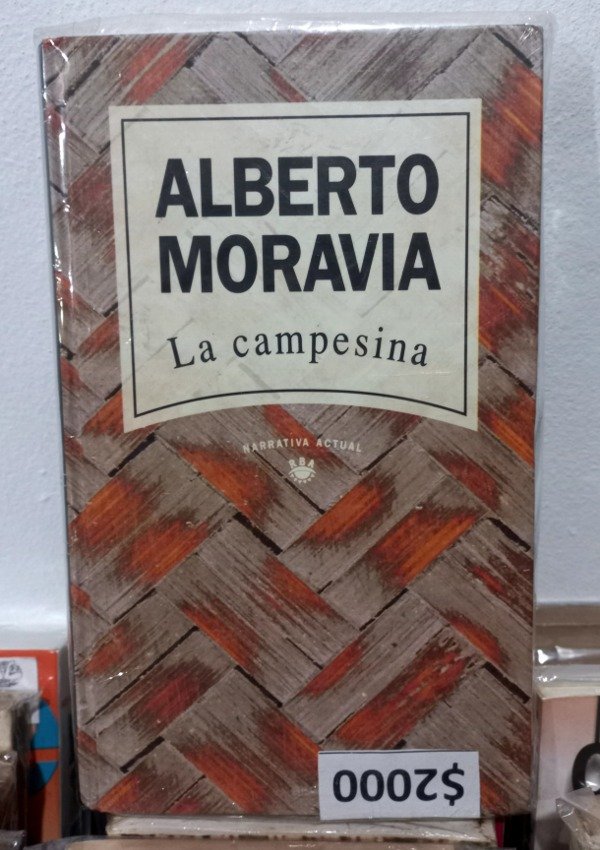 ALBERTO
MORAVIA
La campesina
NARRATIVA ACTUAL
RBA
$2000